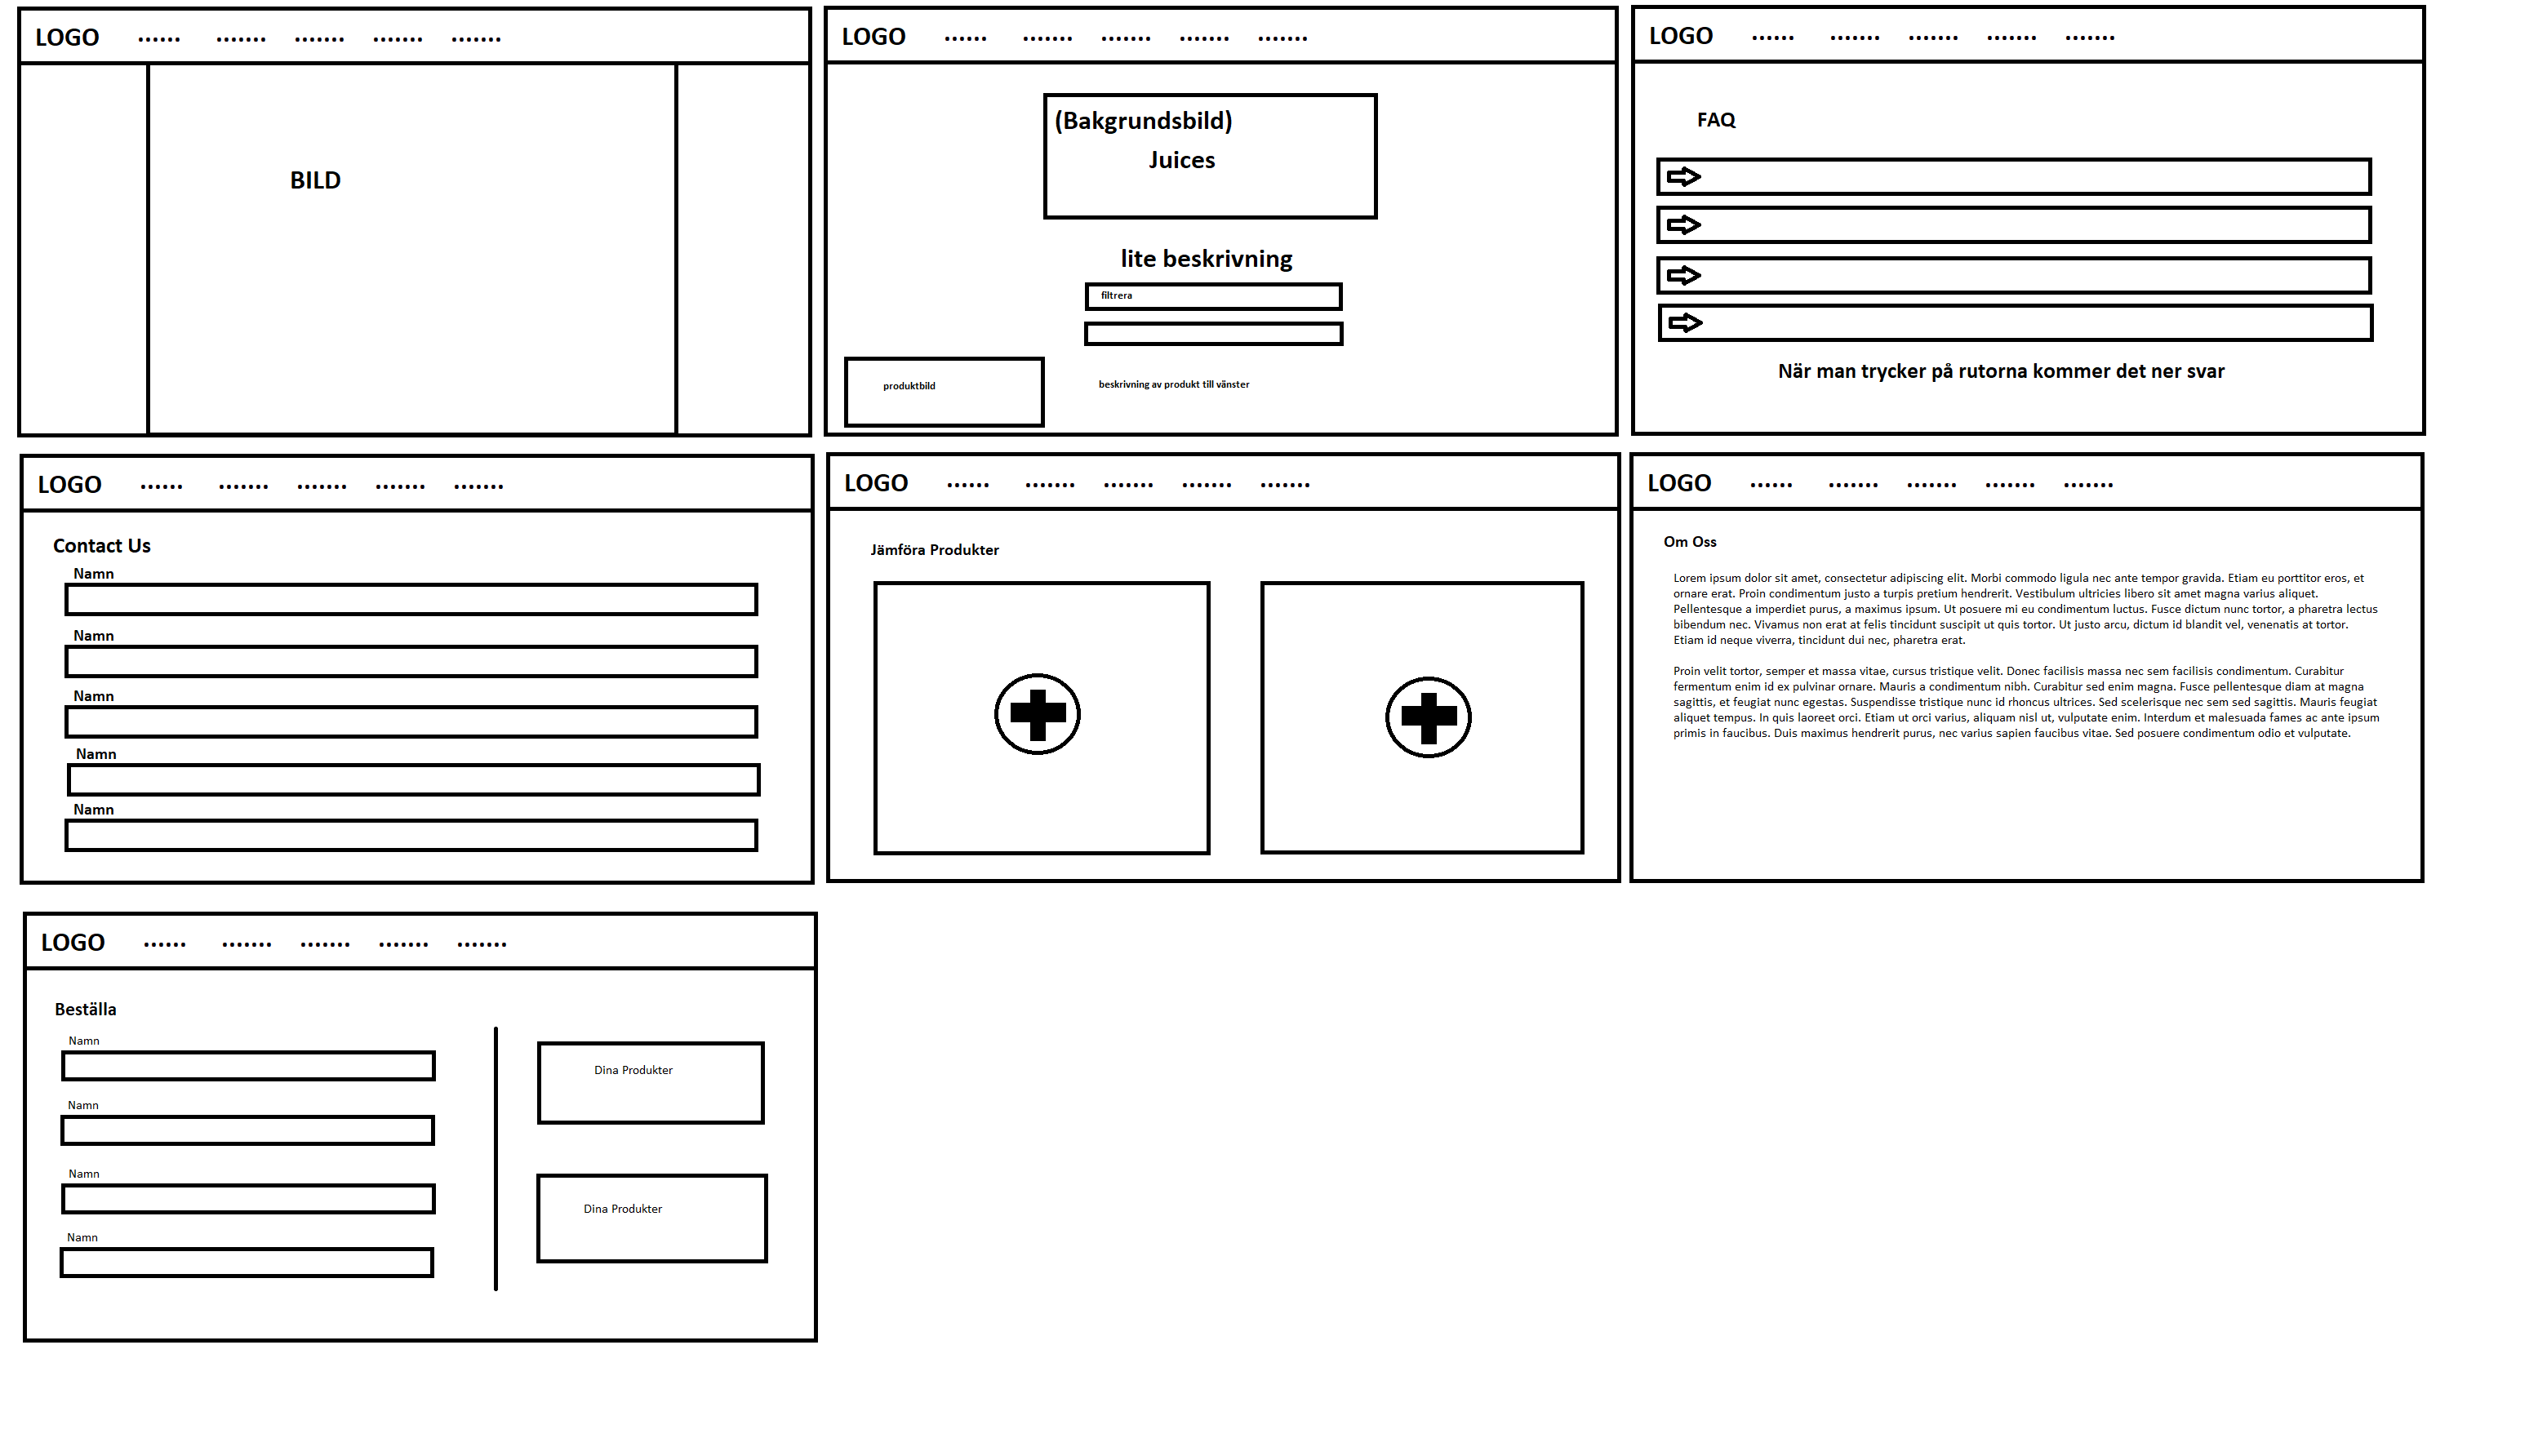 LOGO ...... ....... ....... ....... .......
BILD
LOGO ...... ....... ....... ....... .......
(Bakgrundsbild)
Juices
lite beskrivning
filtrera
produktbild
beskrivning av produkt till vänster
LOGO ...... ....... ....... ....... .......
FAQ
När man trycker på rutorna kommer det ner svar
LOGO ...... ....... ....... ....... .......
Contact Us
Namn
Namn
Namn
Namn
Namn
LOGO ...... ....... ....... ....... .......
Jämföra Produkter
LOGO ...... ....... ....... ....... .......
Om Oss
Lorem ipsum dolor sit amet, consectetur adipiscing elit. Morbi commodo ligula nec ante tempor gravida. Etiam eu porttitor eros, et
ornare erat. Proin condimentum justo a turpis pretium hendrerit. Vestibulum ultricies libero sit amet magna varius aliquet.
Pellentesque a imperdiet purus, a maximus ipsum. Ut posuere mi eu condimentum luctus. Fusce dictum nunc tortor, a pharetra lectus
bibendum nec. Vivamus non erat at felis tincidunt suscipit ut quis tortor. Ut justo arcu, dictum id blandit vel, venenatis at tortor.
Etiam id neque viverra, tincidunt dui nec, pharetra erat.
Proin velit tortor, semper et massa vitae, cursus tristique velit. Donec facilisis massa nec sem facilisis condimentum. Curabitur
fermentum enim id ex pulvinar ornare. Mauris a condimentum nibh. Curabitur sed enim magna. Fusce pellentesque diam at magna
sagittis, et feugiat nunc egestas. Suspendisse tristique nunc id rhoncus ultrices. Sed scelerisque nec sem sed sagittis. Mauris feugiat
aliquet tempus. In quis laoreet orci. Etiam ut orci varius, aliquam nisl ut, vulputate enim. Interdum et malesuada fames ac ante ipsum
primis in faucibus. Duis maximus hendrerit purus, nec varius sapien faucibus vitae. Sed posuere condimentum odio et vulputate.
LOGO ...... ....... ....... ....... .......
Beställa
Namn
Namn
Namn
Namn
Dina Produkter
Dina Produkter